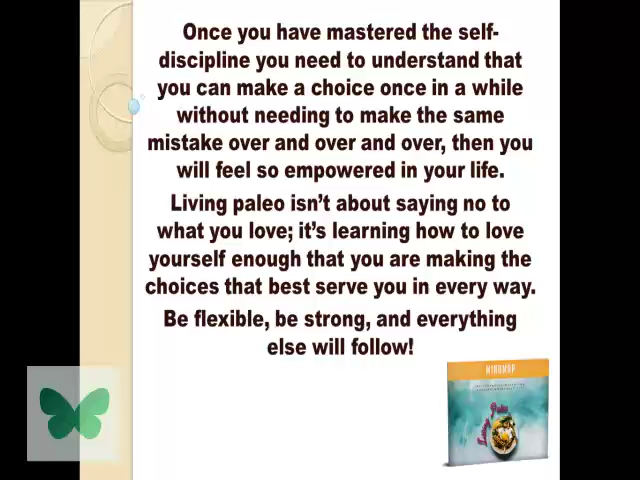 Once you have mastered the self-
discipline you need to understand that
you can make a choice once in a while
without needing to make the same
mistake over and over and over, then you
will feel so empowered in your life.
Living paleo isn't about saying no to
what you love; it's learning how to love
yourself enough that you are making the
choices that best serve you in every way.
Be flexible, be strong, and everything
else will follow!
MINDMAP
Living Paleo